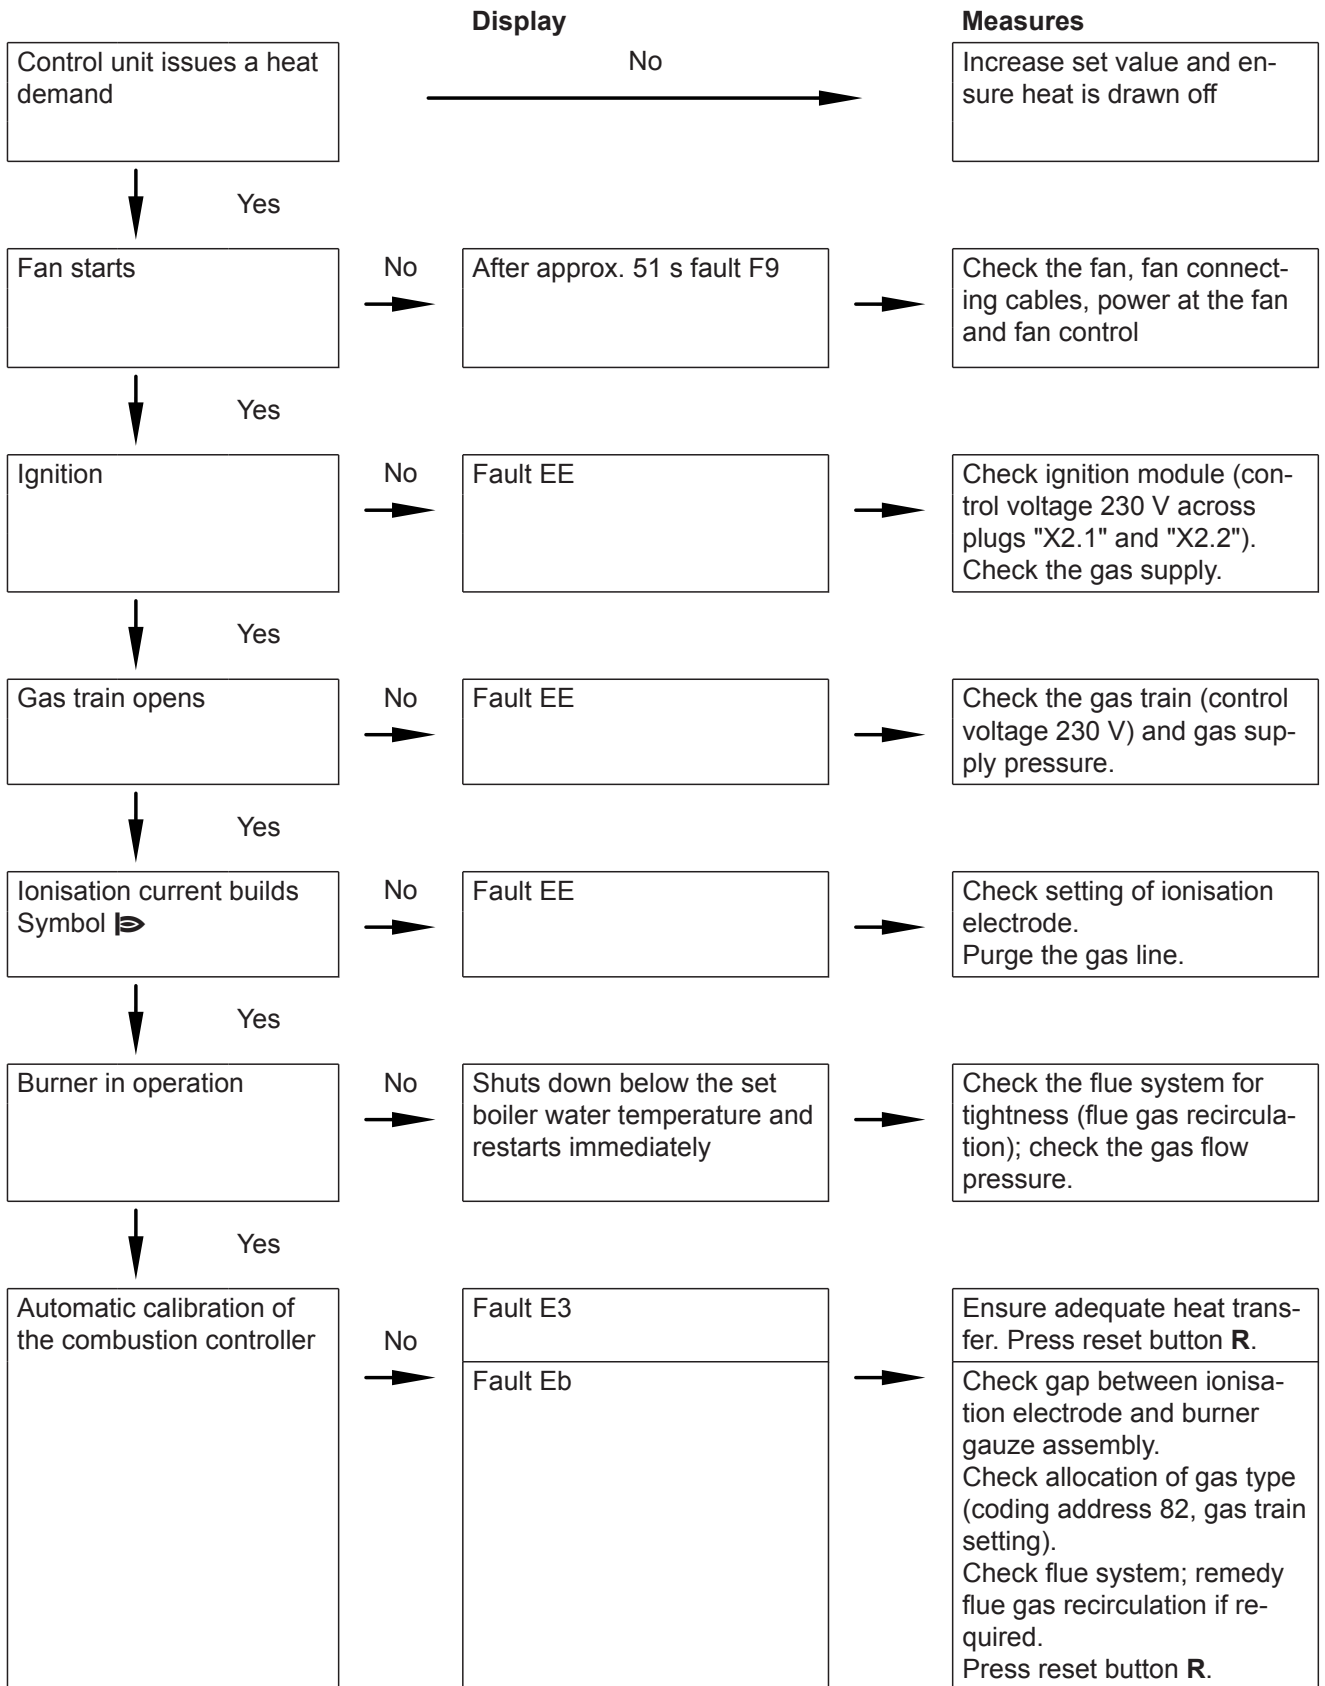 Display
Measures
Control unit issues a heat
demand
No
Increase set value and en-
sure heat is drawn off
Yes
Fan starts
No
After approx. 51 s fault F9
Check the fan, fan connect-
ing cables, power at the fan
and fan control
Yes
Ignition
No
Fault EE
Check ignition module (con-
trol voltage 230 V across
plugs "X2.1" and "X2.2").
Check the gas supply.
Yes
Gas train opens
No
Fault EE
Check the gas train (control
voltage 230 V) and gas sup-
ply pressure.
Yes
Ionisation current builds
Symbol
No
Fault EE
Check setting of ionisation
electrode.
Purge the gas line.
Yes
Burner in operation
No
Shuts down below the set
boiler water temperature and
restarts immediately
Check the flue system for
tightness (flue gas recircula-
tion); check the gas flow
pressure.
Yes
Automatic calibration of
the combustion controller
No
Fault E3
Ensure adequate heat trans-
fer. Press reset button R.
Fault Eb
Check gap between ionisa-
tion electrode and burner
gauze assembly.
Check allocation of gas type
(coding address 82, gas train
setting).
Check flue system; remedy
flue gas recirculation if re-
quired.
Press reset button R.